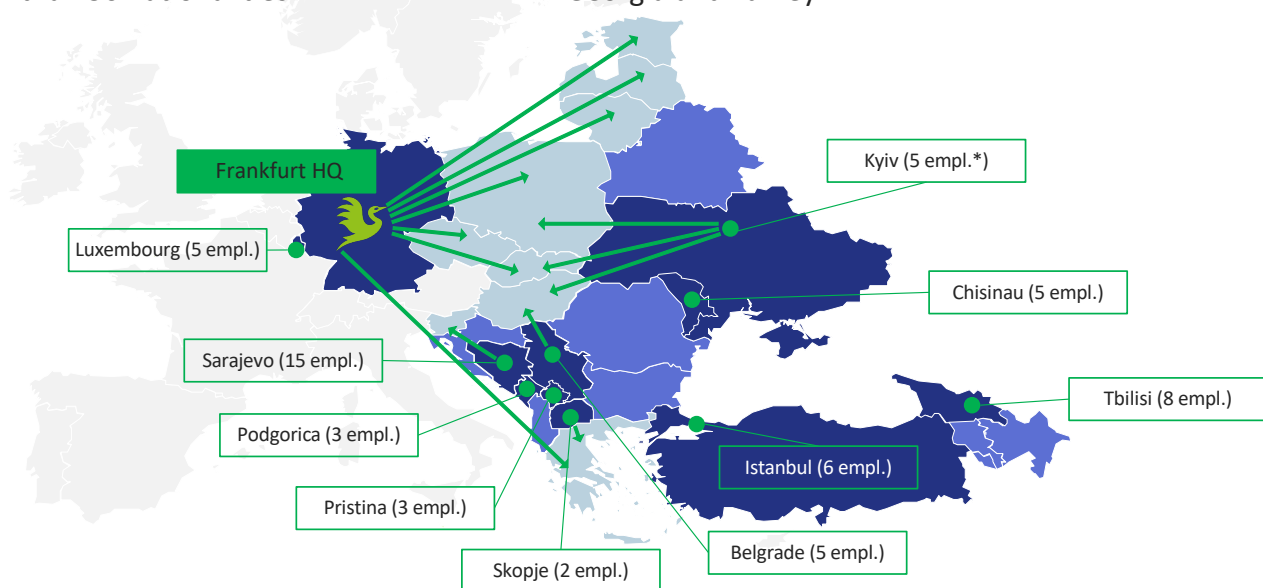 Frankfurt HQ
Kyiv (5 empl.*)
Luxembourg (5 empl.)
Chisinau (5 empl.)
Sarajevo (15 empl.)
Tbilisi (8 empl.)
Podgorica (3 empl.)
Istanbul (6 empl.)
Pristina (3 empl.)
Belgrade (5 empl.)
Skopje (2 empl.)